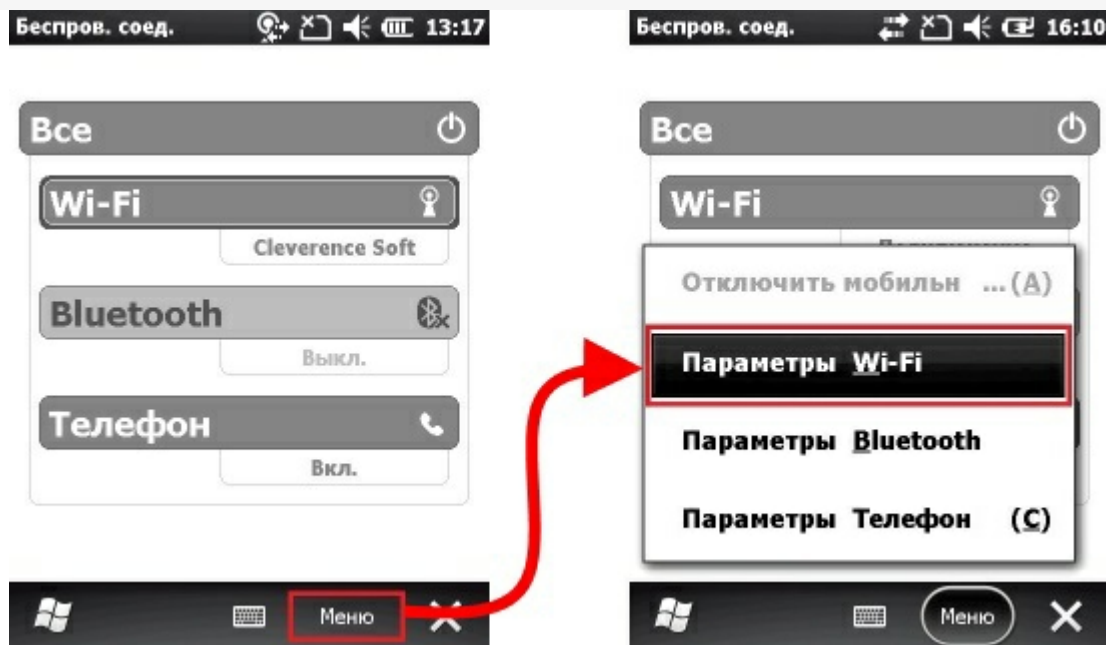 Беспров. соед. 13:17
Все
Wi-Fi
Cleverence Soft
Bluetooth
Выкл.
Телефон
Вкл.
Меню
Беспров. соед. 16:10
Все
Wi-Fi
Отключить мобильн ...(A)
Параметры Wi-Fi
Параметры Bluetooth
Параметры Телефон (C)
Меню